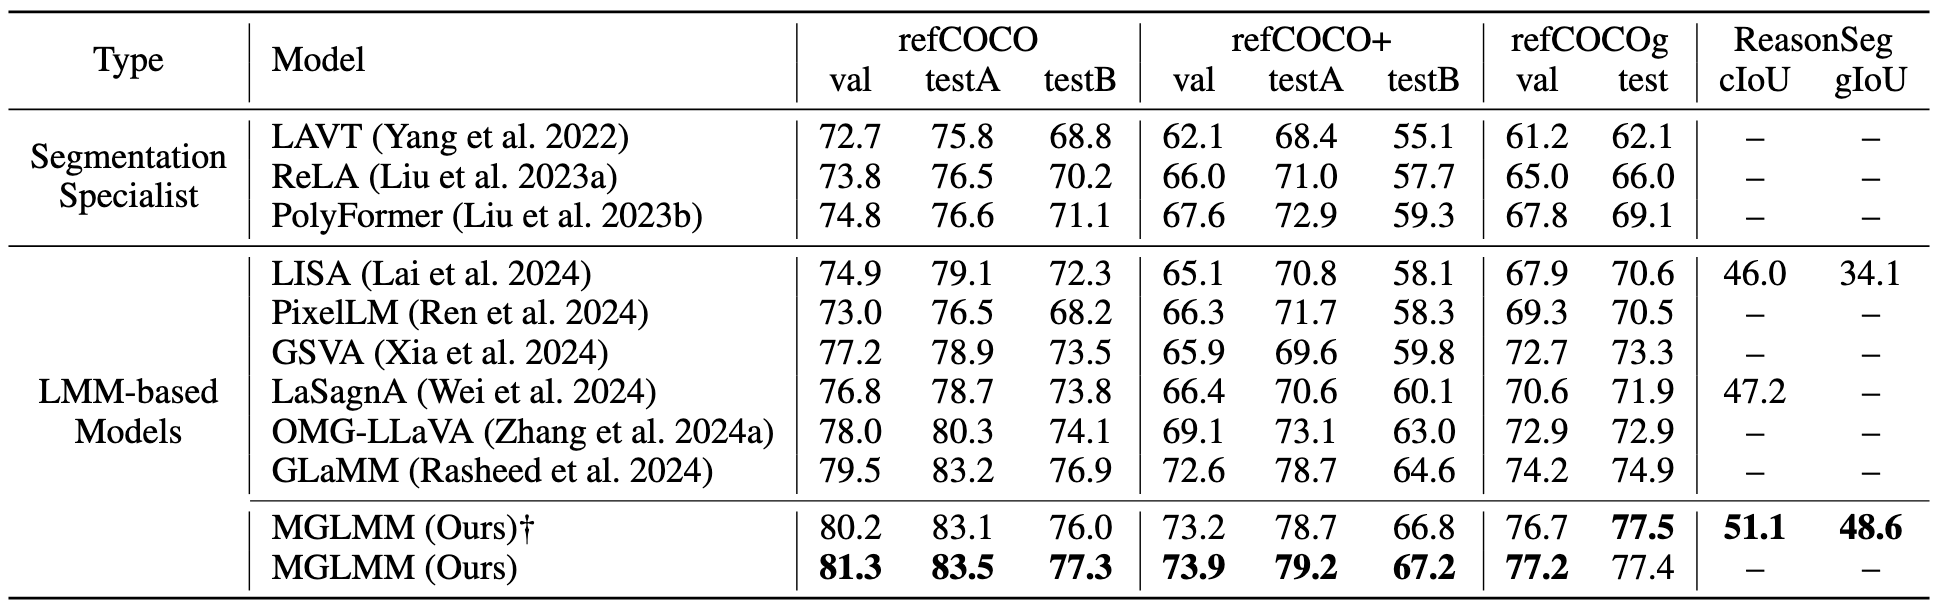 Type Model refCOCO refCOCO+ refCOCOg ReasonSeg
val testA testB val testA testB val test cIoU gIoU
Segmentation Specialist
LAVT (Yang et al. 2022) 72.7 75.8 68.8 62.1 68.4 55.1 61.2 62.1 – –
ReLA (Liu et al. 2023a) 73.8 76.5 70.2 66.0 71.0 57.7 65.0 66.0 – –
PolyFormer (Liu et al. 2023b) 74.8 76.6 71.1 67.6 72.9 59.3 67.8 69.1 – –
LMM-based Models
LISA (Lai et al. 2024) 74.9 79.1 72.3 65.1 70.8 58.1 67.9 70.6 46.0 34.1
PixelLM (Ren et al. 2024) 73.0 76.5 68.2 66.3 71.7 58.3 69.3 70.5 – –
GSVA (Xia et al. 2024) 77.2 78.9 73.5 65.9 69.6 59.8 72.7 73.3 – –
LaSagnA (Wei et al. 2024) 76.8 78.7 73.8 66.4 70.6 60.1 70.6 71.9 47.2 –
OMG-LLaVA (Zhang et al. 2024a) 78.0 80.3 74.1 69.1 73.1 63.0 72.9 72.9 – –
GLaMM (Rasheed et al. 2024) 79.5 83.2 76.9 72.6 78.7 64.6 74.2 74.9 – –
MGLMM (Ours)† 80.2 83.1 76.0 73.2 78.7 66.8 76.7 77.5 51.1 48.6
MGLMM (Ours) 81.3 83.5 77.3 73.9 79.2 67.2 77.2 77.4 – –